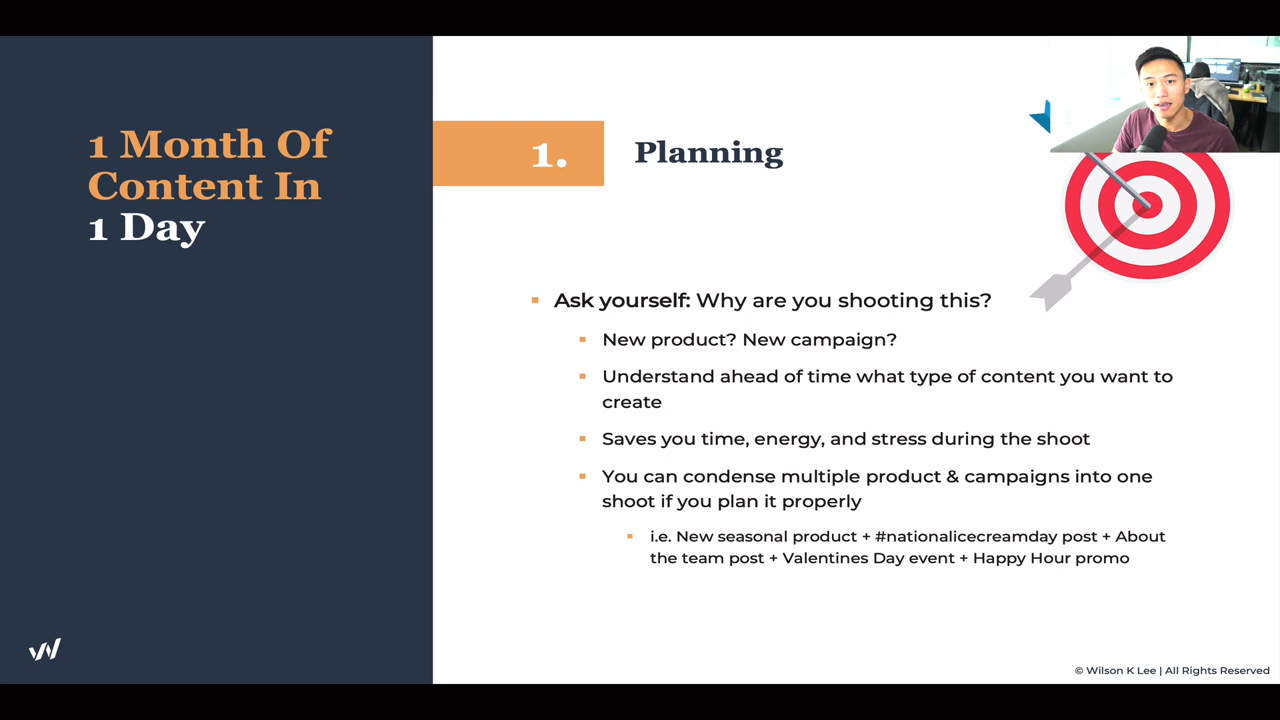 1 Month Of
Content In
1 Day
1.
Planning
Ask yourself: Why are you shooting this?
New product? New campaign?
Understand ahead of time what type of content you want to
create
Saves you time, energy, and stress during the shoot
You can condense multiple product & campaigns into one
shoot if you plan it properly
i.e. New seasonal product + #nationalicecreamday post + About
the team post + Valentines Day event + Happy Hour promo
© Wilson K Lee | All Rights Reserved